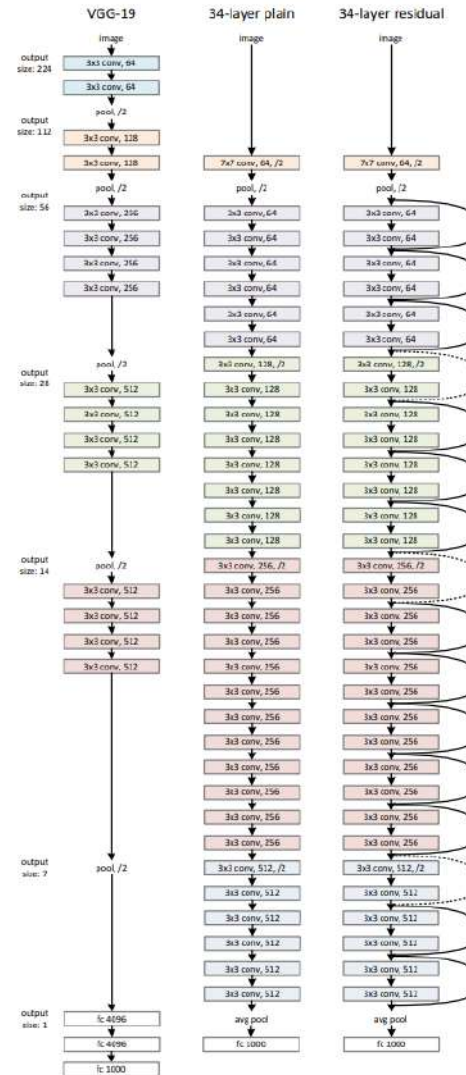 VGG-19
image
output
size: 224
3x3 conv, 64
3x3 conv, 64
pool, /2
output
size: 112
3x3 conv, 128
3x3 conv, 128
pool, /2
output
size: 56
3x3 conv, 256
3x3 conv, 256
3x3 conv, 256
3x3 conv, 256
pool, /2
output
size: 28
3x3 conv, 512
3x3 conv, 512
3x3 conv, 512
3x3 conv, 512
pool, /2
output
size: 14
3x3 conv, 512
3x3 conv, 512
3x3 conv, 512
3x3 conv, 512
pool, /2
output
size: 7
output
size: 1
fc 4096
fc 4096
fc 1000
34-layer plain
image
7x7 conv, 64, /2
pool, /2
3x3 conv, 64
3x3 conv, 64
3x3 conv, 64
3x3 conv, 64
3x3 conv, 64
3x3 conv, 64
3x3 conv, 128, /2
3x3 conv, 128
3x3 conv, 128
3x3 conv, 128
3x3 conv, 128
3x3 conv, 128
3x3 conv, 128
3x3 conv, 128
3x3 conv, 256, /2
3x3 conv, 256
3x3 conv, 256
3x3 conv, 256
3x3 conv, 256
3x3 conv, 256
3x3 conv, 256
3x3 conv, 256
3x3 conv, 256
3x3 conv, 256
3x3 conv, 256
3x3 conv, 256
3x3 conv, 512, /2
3x3 conv, 512
3x3 conv, 512
3x3 conv, 512
3x3 conv, 512
3x3 conv, 512
avg pool
fc 1000
34-layer residual
image
7x7 conv, 64, /2
pool, /2
3x3 conv, 64
3x3 conv, 64
3x3 conv, 64
3x3 conv, 64
3x3 conv, 64
3x3 conv, 64
3x3 conv, 128, /2
3x3 conv, 128
3x3 conv, 128
3x3 conv, 128
3x3 conv, 128
3x3 conv, 128
3x3 conv, 128
3x3 conv, 128
3x3 conv, 256, /2
3x3 conv, 256
3x3 conv, 256
3x3 conv, 256
3x3 conv, 256
3x3 conv, 256
3x3 conv, 256
3x3 conv, 256
3x3 conv, 256
3x3 conv, 256
3x3 conv, 256
3x3 conv, 256
3x3 conv, 512, /2
3x3 conv, 512
3x3 conv, 512
3x3 conv, 512
3x3 conv, 512
3x3 conv, 512
avg pool
fc 1000